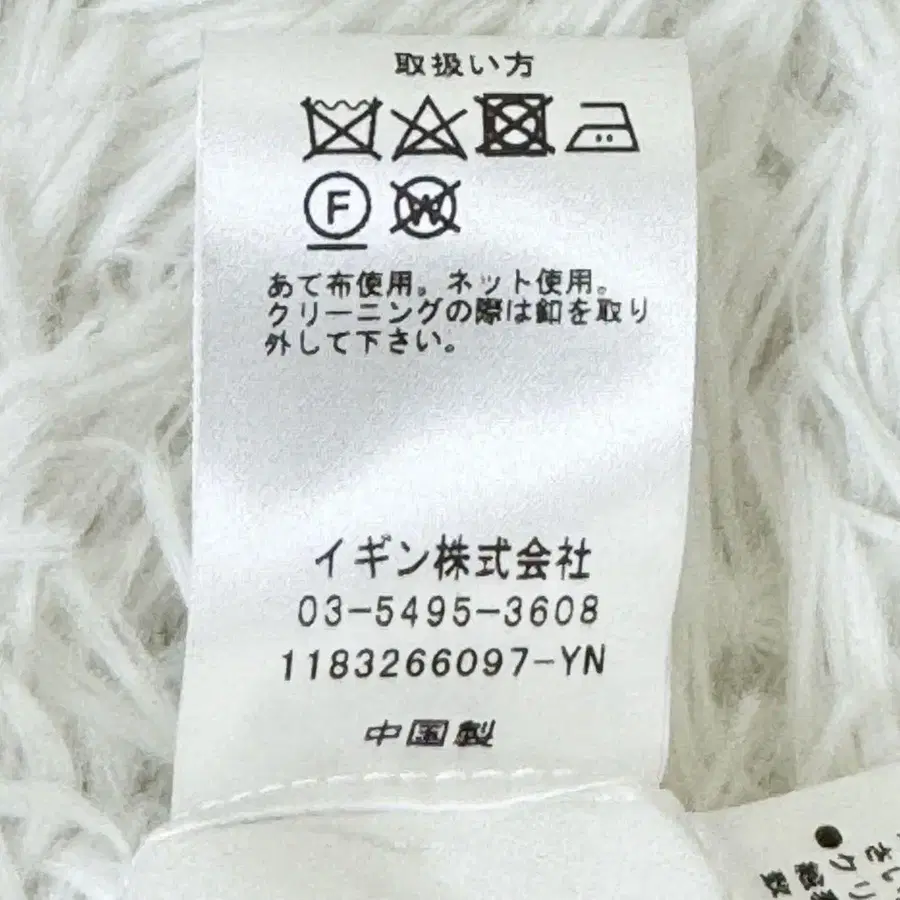 取扱い方
F W
あて布使用。ネット使用。
クリーニングの際は釦を取り
外して下さい。
イギン株式会社
03-5495-3608
1183266097-YN
中国製